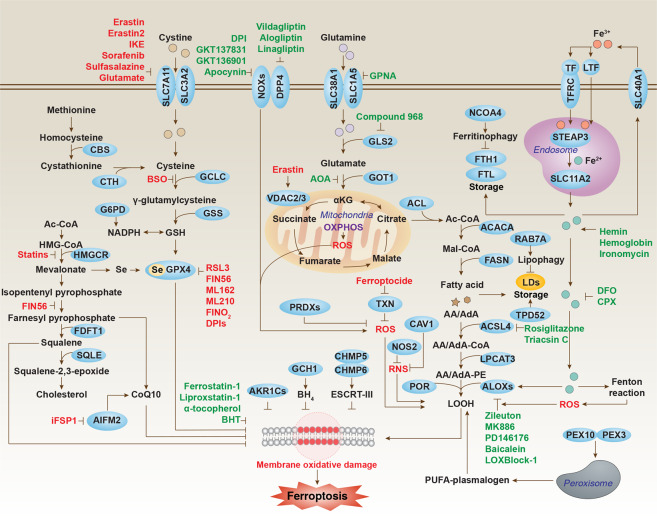 Erastin
Erastin2
IKE
Sorafenib
Sulfasalazine
Glutamate
Cystine
SLC7A11
SLC3A2
DPI
GKT137831
GKT136901
Apocynin
Vildagliptin
Alogliptin
Linagliptin
NOXs
DPP4
Glutamine
SLC38A1
SLC1A5
GPNA
Fe³⁺
TF
LTF
TFRC
SLC40A1
Methionine
Homocysteine
CBS
Cystathionine
CTH
Cysteine
BSO
GCLC
γ-glutamylcysteine
G6PD
GSS
NADPH
GSH
Compound 968
GLS2
Glutamate
Erastin
AOA
GOT1
VDAC2/3
αKG
Succinate
Mitochondria
Citrate
OXPHOS
ROS
Fumarate
Malate
ACL
NCOA4
Ferritinophagy
FTH1
FTL
Storage
STEAP3
Endosome
Fe²⁺
SLC11A2
Ac-CoA
HMG-CoA
Statins
HMGCR
Mevalonate
Se
Se
GPX4
RSL3
FIN56
ML162
ML210
FINO₂
DPIs
Isopentenyl pyrophosphate
FIN56
Farnesyl pyrophosphate
FDFT1
Squalene
SQLE
Squalene-2,3-epoxide
Cholesterol
CoQ10
iFSP1
AIFM2
Ac-CoA
ACACA
Mal-CoA
FASN
Fatty acid
RAB7A
Lipophagy
LDs
Storage
Hemin
Hemoglobin
Ironomycin
DFO
CPX
Ferroptocide
TXN
PRDXs
ROS
CAV1
NOS2
RNS
AA/AdA
ACSL4
TPD52
Rosiglitazone
Triacsin C
AA/AdA-CoA
LPCAT3
AA/AdA-PE
POR
ALOXs
LOOH
Fenton
reaction
ROS
Zileuton
MK886
PD146176
Baicalein
LOXBlock-1
Ferrostatin-1
Liproxstatin-1
α-tocopherol
BHT
AKR1Cs
GCH1
BH₄
CHMP5
CHMP6
ESCRT-III
Membrane oxidative damage
Ferroptosis
PEX10
PEX3
Peroxisome
PUFA-plasmalogen